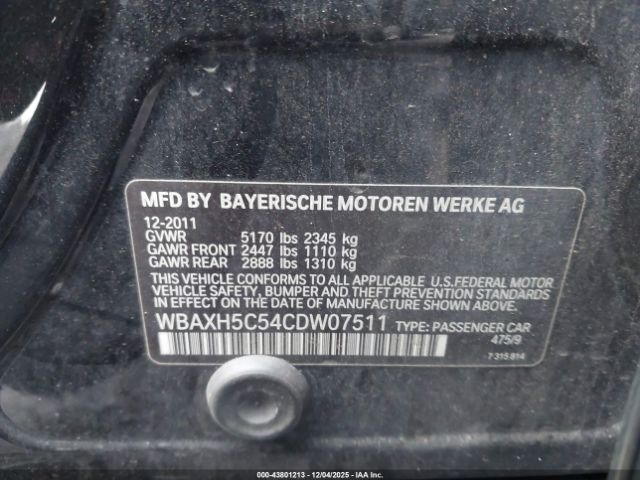 MFD BY BAYERISCHE MOTOREN WERKE AG
12-2011
GVWR 5170 lbs 2345 kg
GAWR FRONT 2447 lbs 1110 kg
GAWR REAR 2888 lbs 1310 kg
THIS VEHICLE CONFORMS TO ALL APPLICABLE U.S.FEDERAL MOTOR
VEHICLE SAFETY, BUMPER AND THEFT PREVENTION STANDARDS
IN EFFECT ON THE DATE OF MANUFACTURE SHOWN ABOVE.
WBAXH5C54CDW07511 TYPE: PASSENGER CAR
475/9
7 315 814
000-43801213 - 12/04/2025 - IAA Inc.